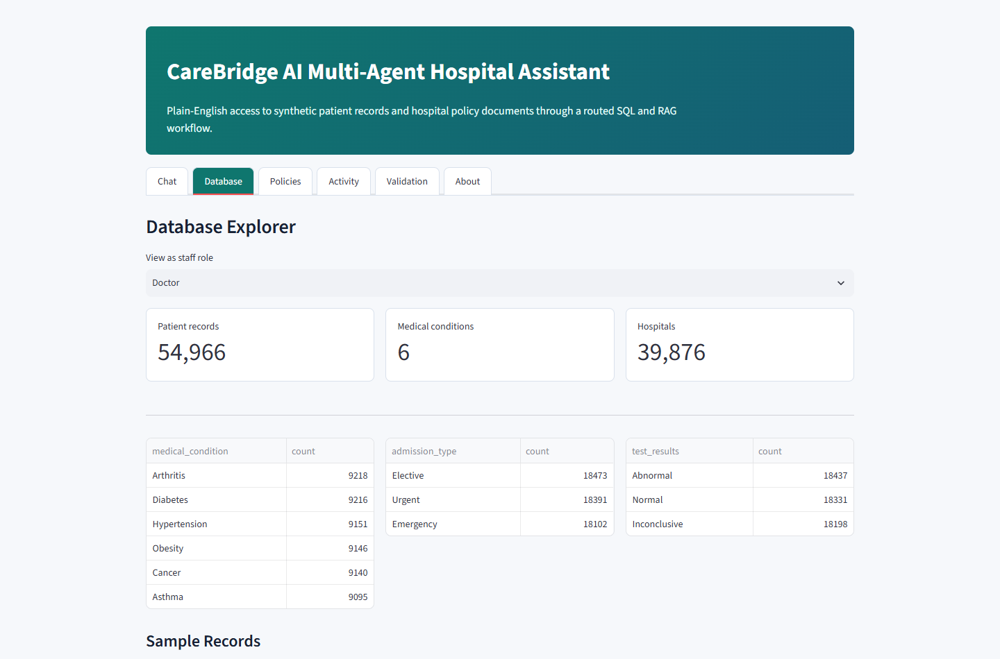 CareBridge AI Multi-Agent Hospital Assistant
Plain-English access to synthetic patient records and hospital policy documents through a routed SQL and RAG
workflow.
Chat Database Policies Activity Validation About
Database Explorer
View as staff role
Doctor
Patient records Medical conditions Hospitals
54,966 6 39,876
medical_condition count admission_type count test_results count
Arthritis 9218 Elective 18473 Abnormal 18437
Diabetes 9216 Urgent 18391 Normal 18331
Hypertension 9151 Emergency 18102 Inconclusive 18198
Obesity 9146
Cancer 9140
Asthma 9095
Sample Records